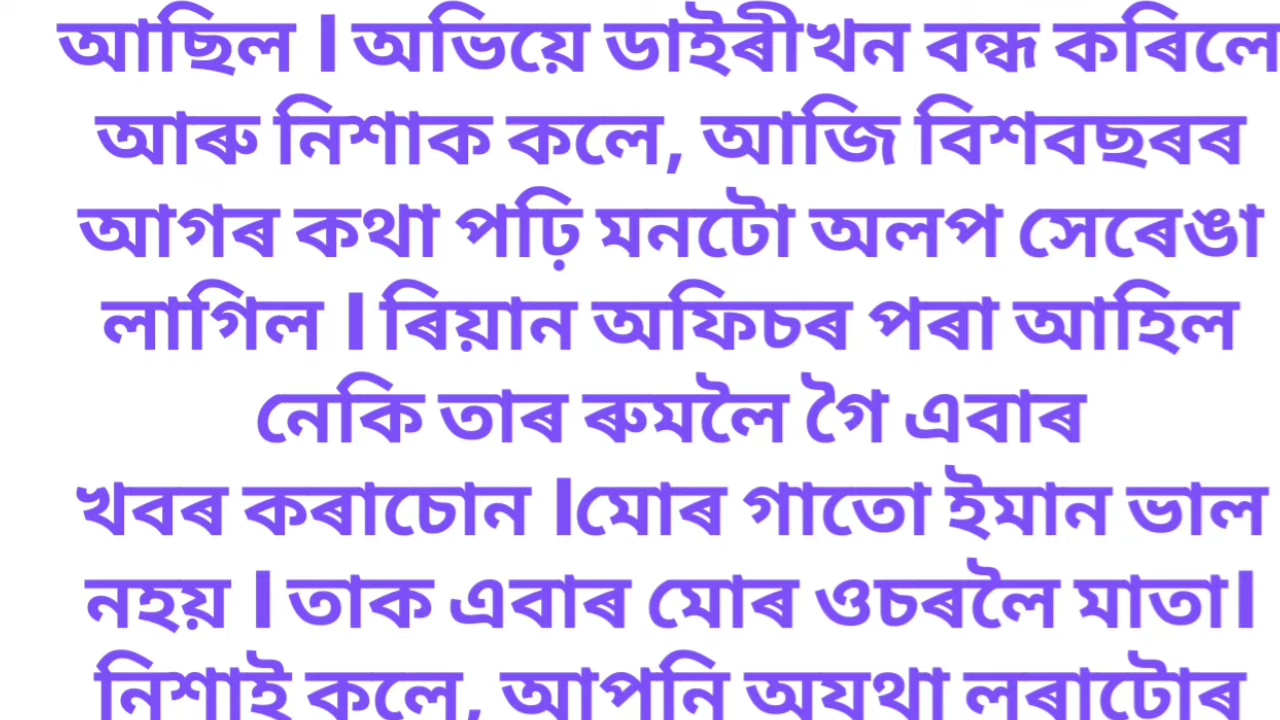 আছিল । অভিয়ে ডাইৰীখন বন্ধ কৰিলে
আৰু নিশাক কলে, আজি বিশবছৰৰ
আগৰ কথা পঢ়ি মনটো অলপ সেৰেঙা
লাগিল । ৰিয়ান অফিচৰ পৰা আহিল
নেকি তাৰ ৰুমলৈ গৈ এবাৰ
খবৰ কৰাচোন ।মোৰ গাতো ইমান ভাল
নহয় । তাক এবাৰ মোৰ ওচৰলৈ মাতা।
নিশাই কলে, আপনি অযথা লৰাটোৰ